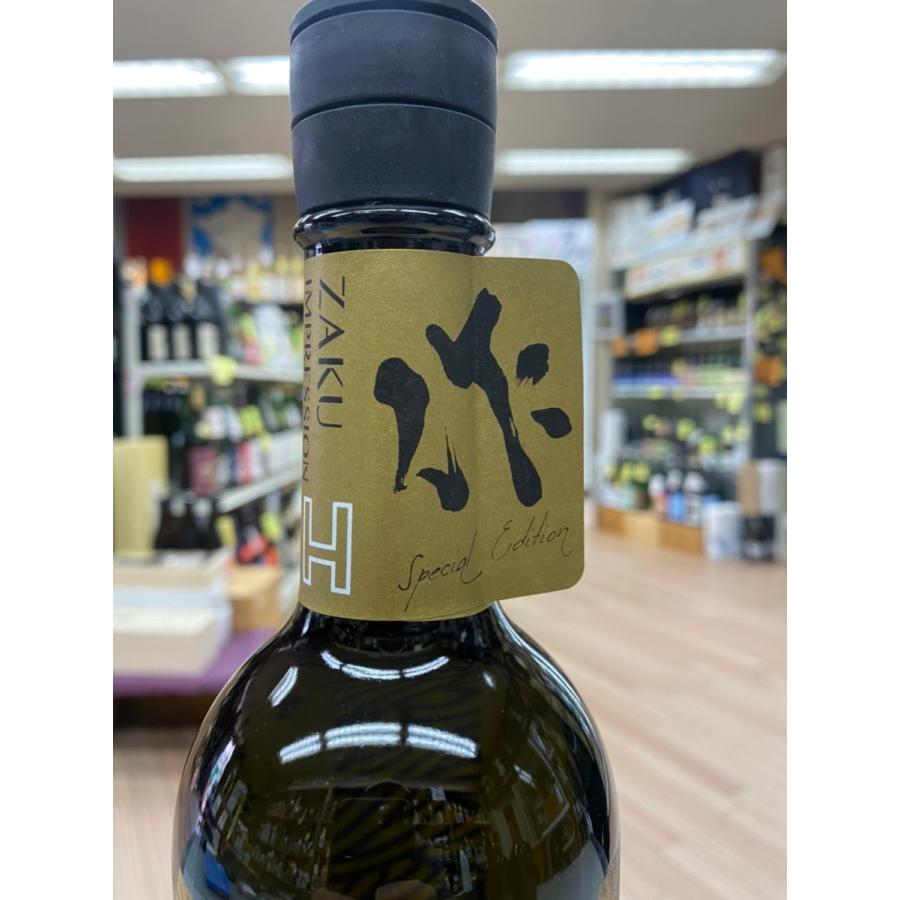 ZAKU
IMPRESSION
H
作
Special Edition